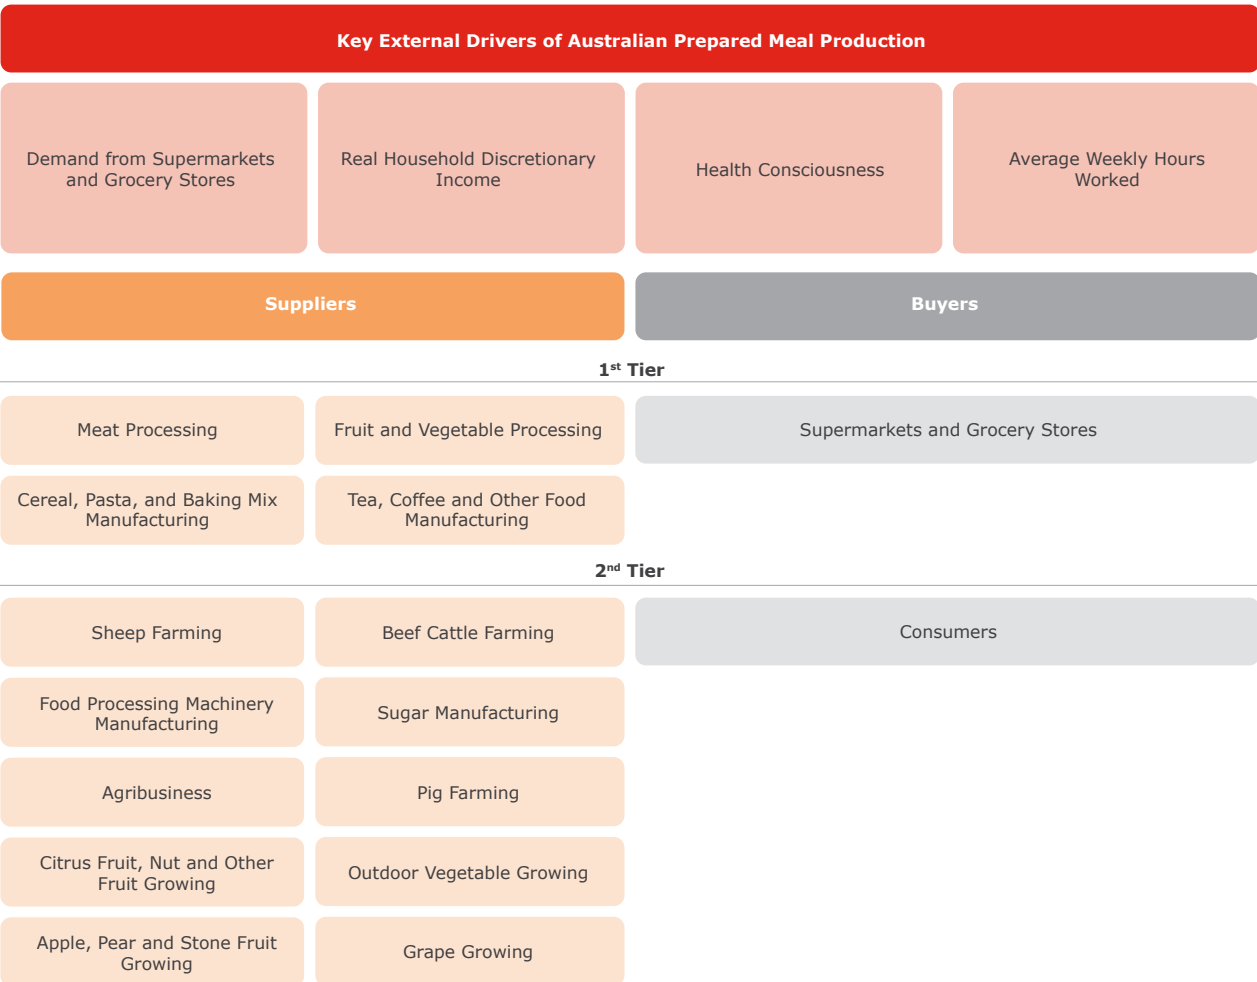 Key External Drivers of Australian Prepared Meal Production
Demand from Supermarkets
and Grocery Stores
Real Household Discretionary
Income
Health Consciousness
Average Weekly Hours
Worked
Suppliers
Buyers
1st Tier
Meat Processing
Fruit and Vegetable Processing
Supermarkets and Grocery Stores
Cereal, Pasta, and Baking Mix
Manufacturing
Tea, Coffee and Other Food
Manufacturing
2nd Tier
Sheep Farming
Beef Cattle Farming
Consumers
Food Processing Machinery
Manufacturing
Sugar Manufacturing
Agribusiness
Pig Farming
Citrus Fruit, Nut and Other
Fruit Growing
Outdoor Vegetable Growing
Apple, Pear and Stone Fruit
Growing
Grape Growing